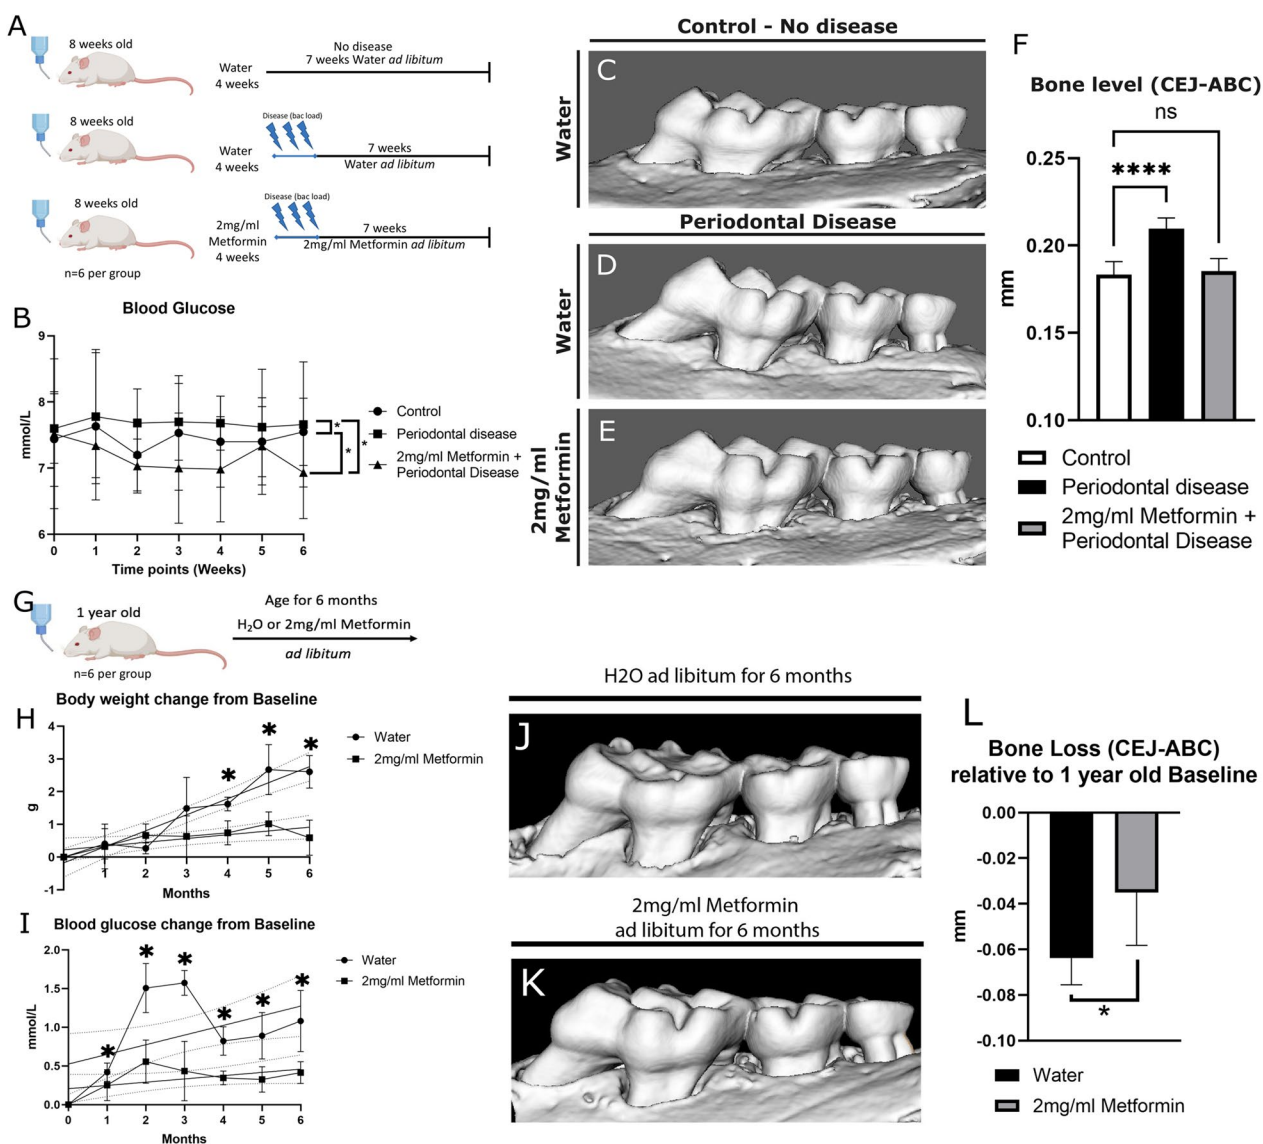 A
8 weeks old
Water
4 weeks
No disease
7 weeks Water ad libitum
8 weeks old
Disease (bac load)
Water
4 weeks
7 weeks
Water ad libitum
8 weeks old
Disease (bac load)
2mg/ml
Metformin
4 weeks
7 weeks
2mg/ml Metformin ad libitum
n=6 per group
B
Blood Glucose
mmol/L
9
8
7
6
0 1 2 3 4 5 6
Time points (Weeks)
Control
Periodontal disease
2mg/ml Metformin +
Periodontal Disease
*
*
*
Control - No disease
Water
C
Periodontal Disease
Water
D
2mg/ml
Metformin
E
F
Bone level (CEJ-ABC)
ns
****
mm
0.25
0.20
0.15
0.10
Control
Periodontal disease
2mg/ml Metformin +
Periodontal Disease
G
1 year old
n=6 per group
Age for 6 months
H2O or 2mg/ml Metformin
ad libitum
H
Body weight change from Baseline
g
4
3
2
1
0
-1
1 2 3 4 5 6
Months
* * *
Water
2mg/ml Metformin
I
Blood glucose change from Baseline
mmol/L
2.0
1.5
1.0
0.5
0.0
0 1 2 3 4 5 6
Months
* * * * * *
Water
2mg/ml Metformin
H2O ad libitum for 6 months
J
2mg/ml Metformin
ad libitum for 6 months
K
L
Bone Loss (CEJ-ABC)
relative to 1 year old Baseline
mm
0.00
-0.02
-0.04
-0.06
-0.08
-0.10
*
Water
2mg/ml Metformin